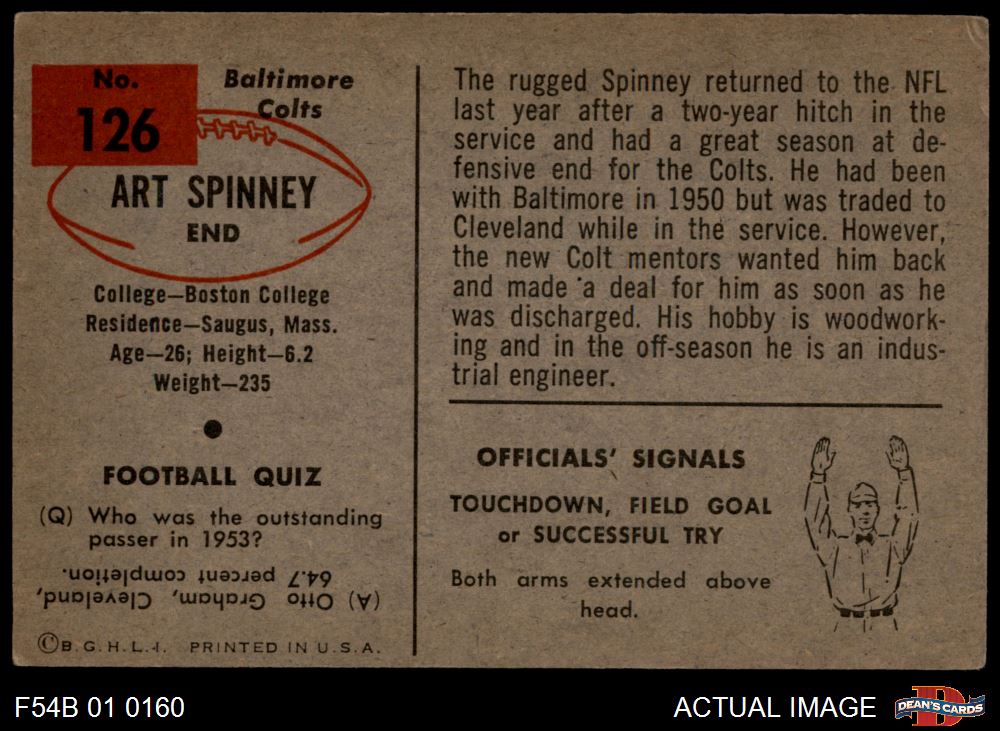 No.
126
Baltimore
Colts
ART SPINNEY
END
College—Boston College
Residence—Saugus, Mass.
Age—26; Height—6.2
Weight—235
FOOTBALL QUIZ
(Q) Who was the outstanding
passer in 1953?
(A) Otto Graham, Cleveland,
64.7 percent completion.
©B. G. H. L. I. PRINTED IN U. S. A.
The rugged Spinney returned to the NFL
last year after a two-year hitch in the
service and had a great season at de-
fensive end for the Colts. He had been
with Baltimore in 1950 but was traded to
Cleveland while in the service. However,
the new Colt mentors wanted him back
and made a deal for him as soon as he
was discharged. His hobby is woodwork-
ing and in the off-season he is an indus-
trial engineer.
OFFICIALS' SIGNALS
TOUCHDOWN, FIELD GOAL
or SUCCESSFUL TRY
Both arms extended above
head.
F54B 01 0160
ACTUAL IMAGE
DEAN'S CARDS